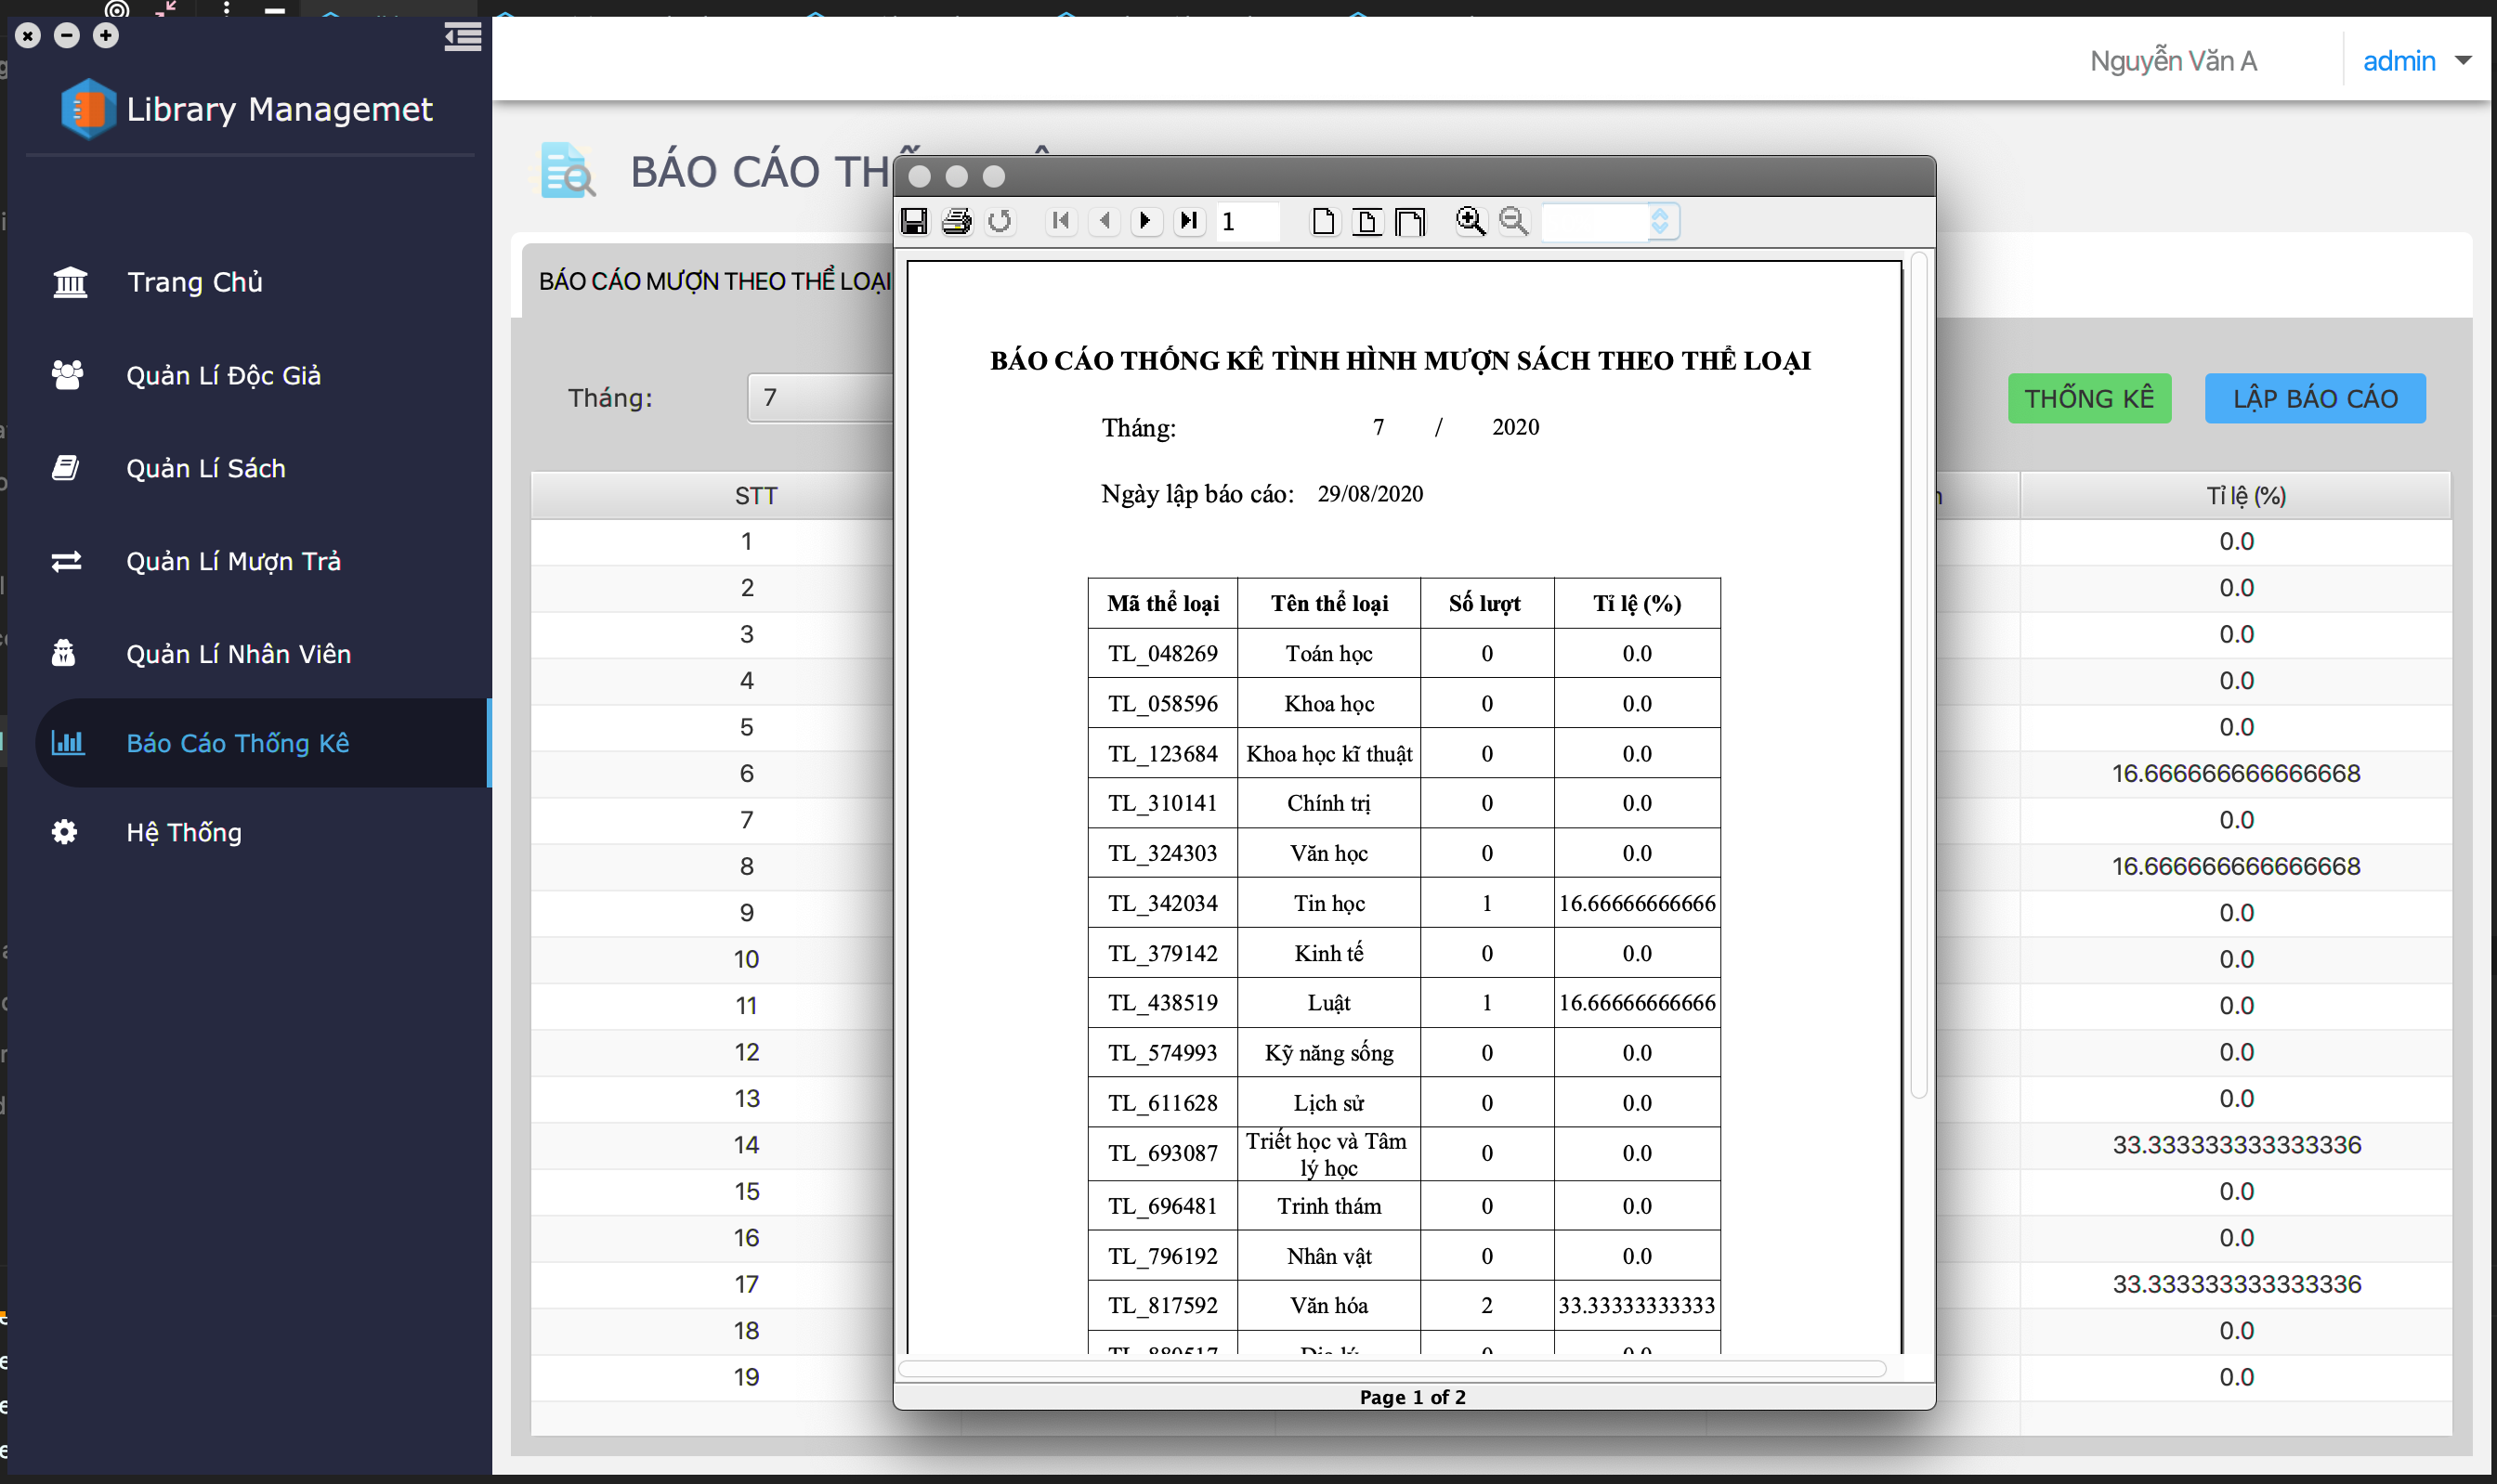 Library Managemet
Trang Chủ
Quản Lí Độc Giả
Quản Lí Sách
Quản Lí Mượn Trả
Quản Lí Nhân Viên
Báo Cáo Thống Kê
Hệ Thống
Nguyễn Văn A
admin
BÁO CÁO
BÁO CÁO MƯỢN THEO THỂ LOẠI
Tháng: 7
THỐNG KÊ LẬP BÁO CÁO
STT Tỉ lệ (%)
1 0.0
2 0.0
3 0.0
4 0.0
5 0.0
6 16.666666666666668
7 0.0
8 16.666666666666668
9 0.0
10 0.0
11 0.0
12 0.0
13 0.0
14 33.333333333333336
15 0.0
16 0.0
17 33.333333333333336
18 0.0
19 0.0
1
BÁO CÁO THỐNG KÊ TÌNH HÌNH MƯỢN SÁCH THEO THỂ LOẠI
Tháng: 7 / 2020
Ngày lập báo cáo: 29/08/2020
Mã thể loại Tên thể loại Số lượt Tỉ lệ (%)
TL_048269 Toán học 0 0.0
TL_058596 Khoa học 0 0.0
TL_123684 Khoa học kĩ thuật 0 0.0
TL_310141 Chính trị 0 0.0
TL_324303 Văn học 0 0.0
TL_342034 Tin học 1 16.66666666666
TL_379142 Kinh tế 0 0.0
TL_438519 Luật 1 16.66666666666
TL_574993 Kỹ năng sống 0 0.0
TL_611628 Lịch sử 0 0.0
TL_693087 Triết học và Tâm lý học 0 0.0
TL_696481 Trinh thám 0 0.0
TL_796192 Nhân vật 0 0.0
TL_817592 Văn hóa 2 33.33333333333
Page 1 of 2